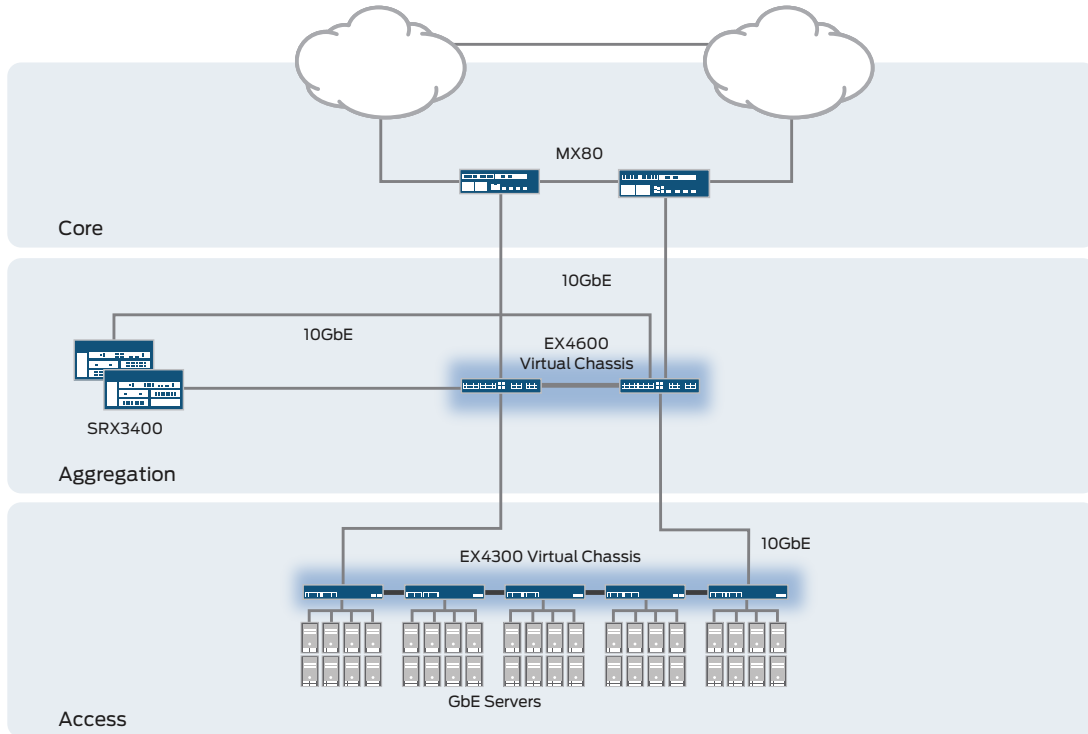 MX80
Core
10GbE
10GbE
EX4600
Virtual Chassis
SRX3400
Aggregation
10GbE
EX4300 Virtual Chassis
GbE Servers
Access